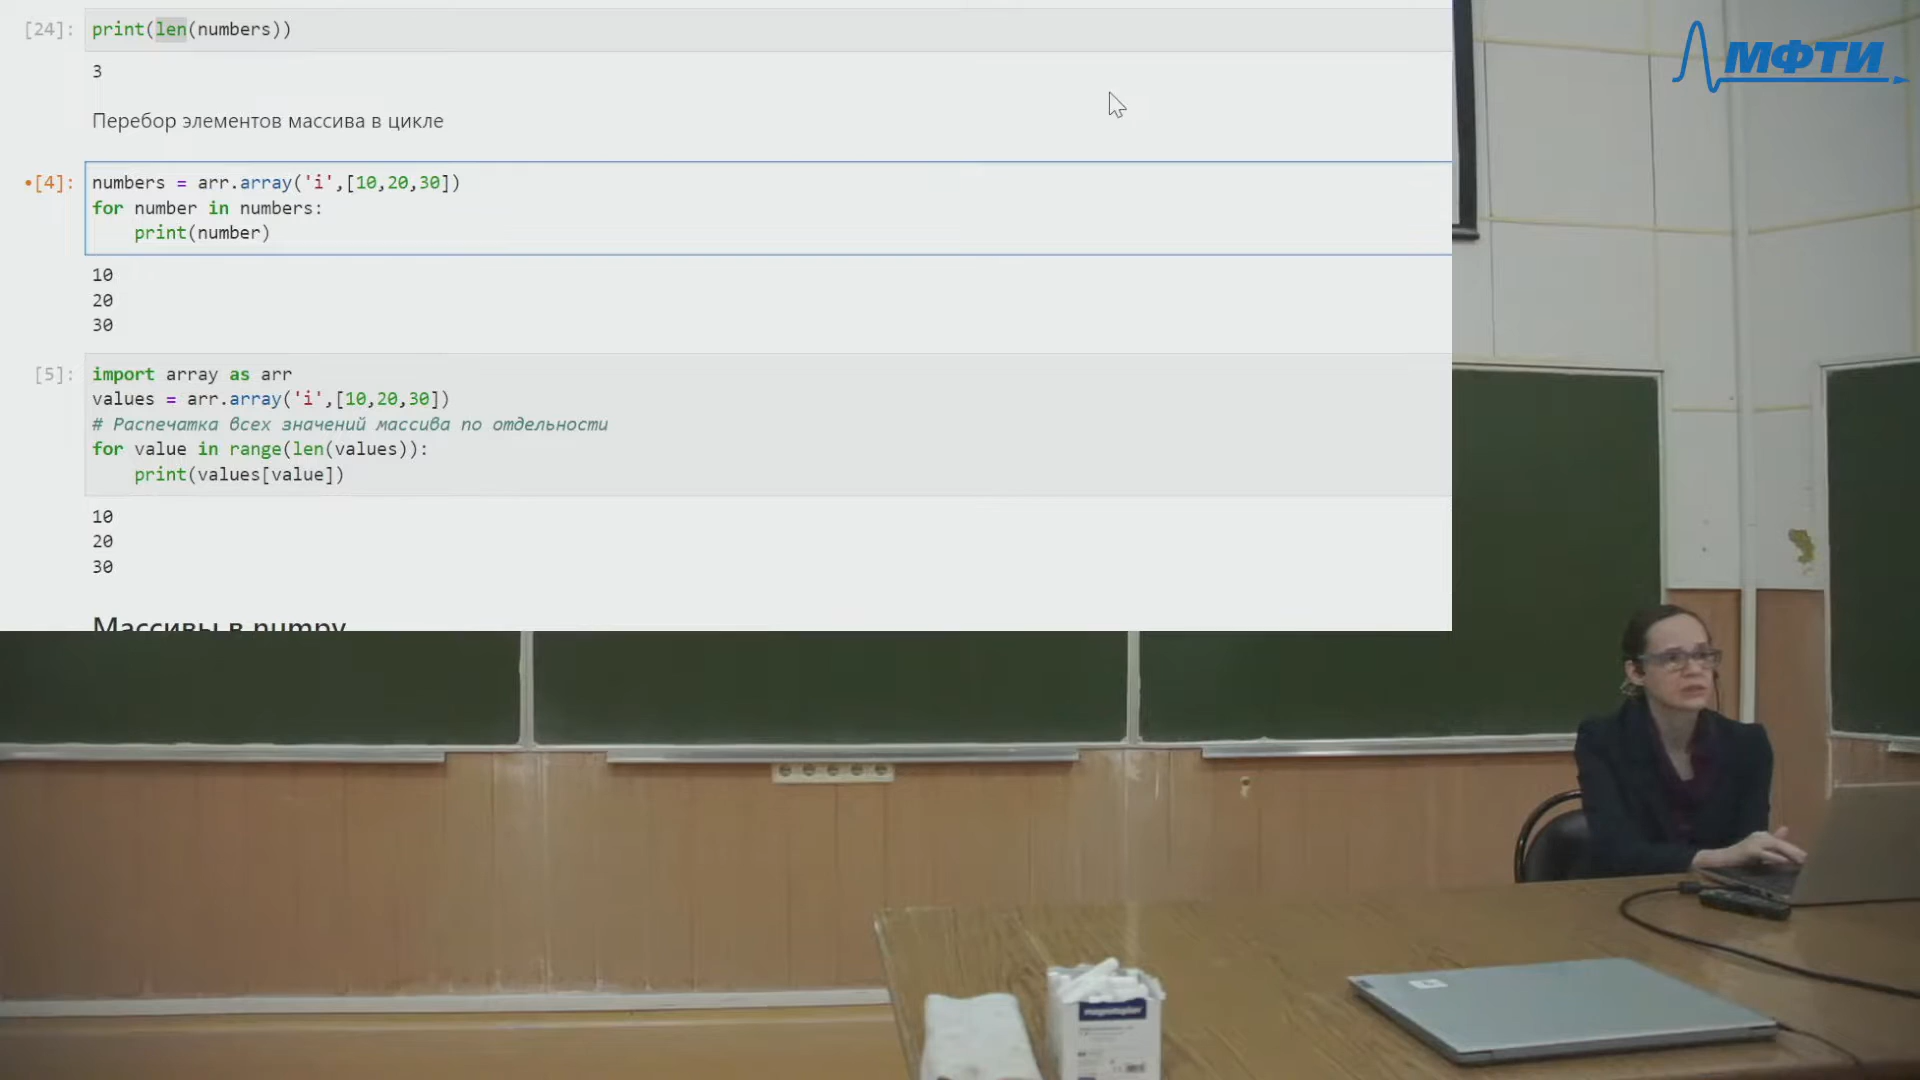 [24]: print(len(numbers))
3
Перебор элементов массива в цикле
•[4]: numbers = arr.array('i',[10,20,30])
for number in numbers:
    print(number)
10
20
30
[5]: import array as arr
values = arr.array('i',[10,20,30])
# Распечатка всех значений массива по отдельности
for value in range(len(values)):
    print(values[value])
10
20
30
Массивы в numpy
МФТИ